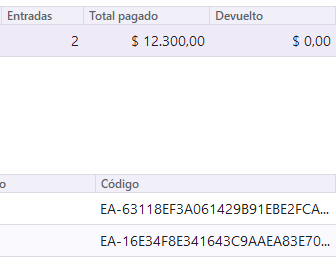 Entradas Total pagado Devuelto
2 $ 12.300,00 $ 0,00
o Código
EA-63118EF3A061429B91EBE2FCA...
EA-16E34F8E341643C9AAEA83E70...